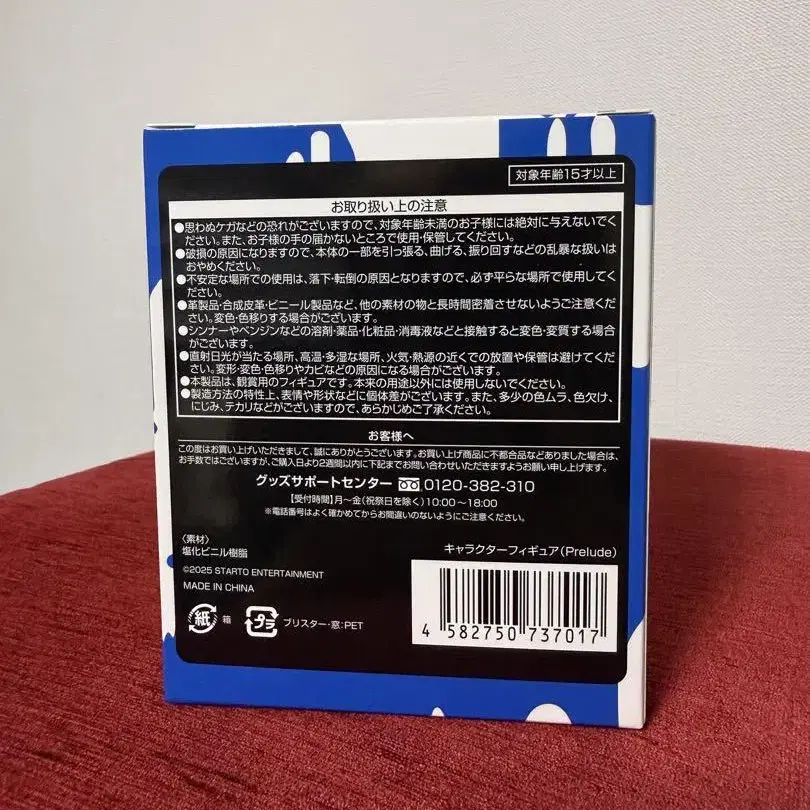 対象年齢15才以上
お取り扱い上の注意
●思わぬケガなどの恐れがございますので、対象年齢未満のお子様には絶対に与えないでく
ださい。また、お子様の手の届かないところで使用・保管してください。
●破損の原因になりますので、本体の一部を引っ張る、曲げる、振り回すなどの乱暴な扱いは
おやめください。
●不安定な場所での使用は、落下・転倒の原因となりますので、必ず平らな場所で使用してく
ださい。
●革製品・合成皮革・ビニール製品など、他の素材の物と長時間密着させないようご注意くだ
さい。変色・色移りする場合がございます。
●シンナーやベンジンなどの溶剤・薬品・化粧品・消毒液などと接触すると変色・変質する場合
がございます。
●直射日光が当たる場所、高温・多湿な場所、火気・熱源の近くでの放置や保管は避けてくだ
さい。変形・変色・色移りやカビなどの原因になる場合がございます。
●本製品は、観賞用のフィギュアです。本来の用途以外には使用しないでください。
●製造方法の特性上、表情や形状などに個体差がございます。また、多少の色ムラ、色欠け、
にじみ、テカリなどがございますので、あらかじめご了承ください。
お客様へ
この度はお買い上げいただきまして、誠にありがとうございます。お買い上げ商品に不都合品などありました場合は、
お手数ではございますが、ご購入日より2週間以内に下記までお問い合わせいただきますようお願い申し上げます。
グッズサポートセンター 0120-382-310
【受付時間】月〜金(祝祭日を除く)10:00〜18:00
※電話番号はよく確かめてからお間違いのないようにご注意ください。
〈素材〉
塩化ビニル樹脂
©2025 STARTO ENTERTAINMENT
MADE IN CHINA
紙 箱 プラ ブリスター・窓:PET
キャラクターフィギュア(Prelude)
4 582750 737017